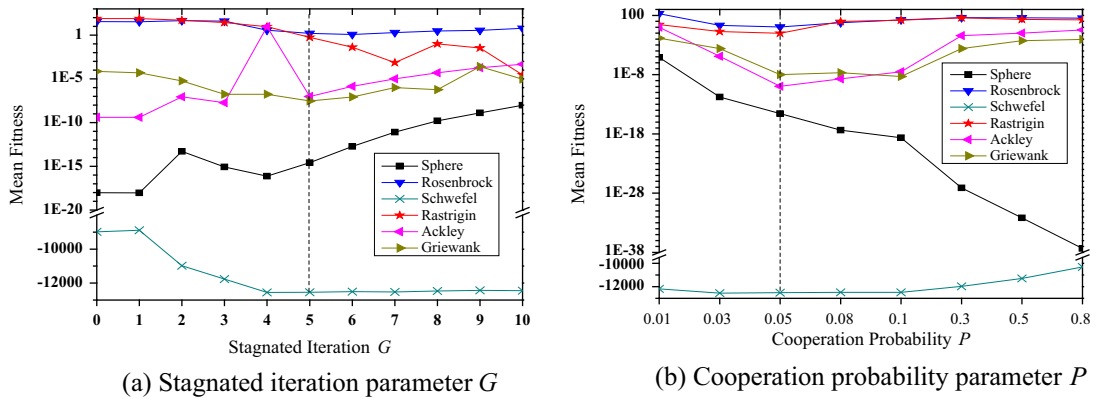 Mean Fitness
1
1E-5
1E-10
1E-15
1E-20
-10000
-12000
Sphere
Rosenbrock
Schwefel
Rastrigin
Ackley
Griewank
0 1 2 3 4 5 6 7 8 9 10
Stagnated Iteration G
(a) Stagnated iteration parameter G
Mean Fitness
100
1E-8
1E-18
1E-28
1E-38
-10000
-12000
Sphere
Rosenbrock
Schwefel
Rastrigin
Ackley
Griewank
0.01 0.03 0.05 0.08 0.1 0.3 0.5 0.8
Cooperation Probability P
(b) Cooperation probability parameter P